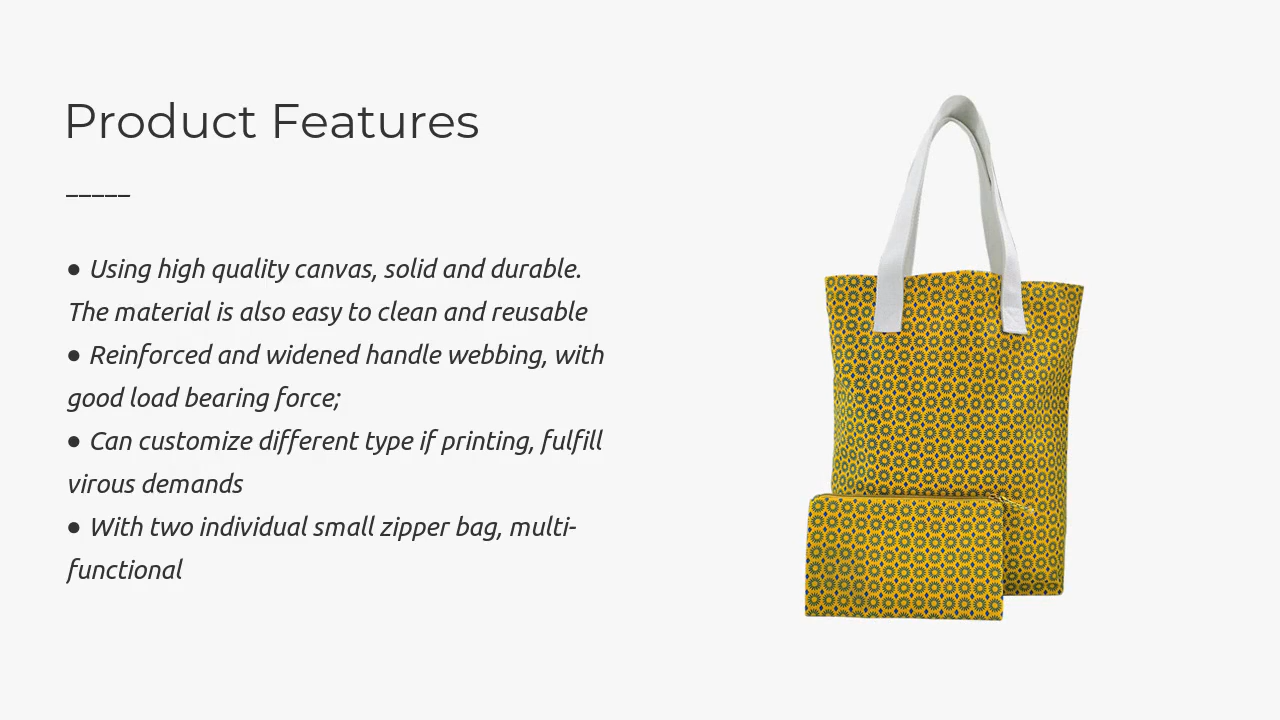 Product Features
_____
● Using high quality canvas, solid and durable.
The material is also easy to clean and reusable
● Reinforced and widened handle webbing, with
good load bearing force;
● Can customize different type if printing, fulfill
virous demands
● With two individual small zipper bag, multi-
functional